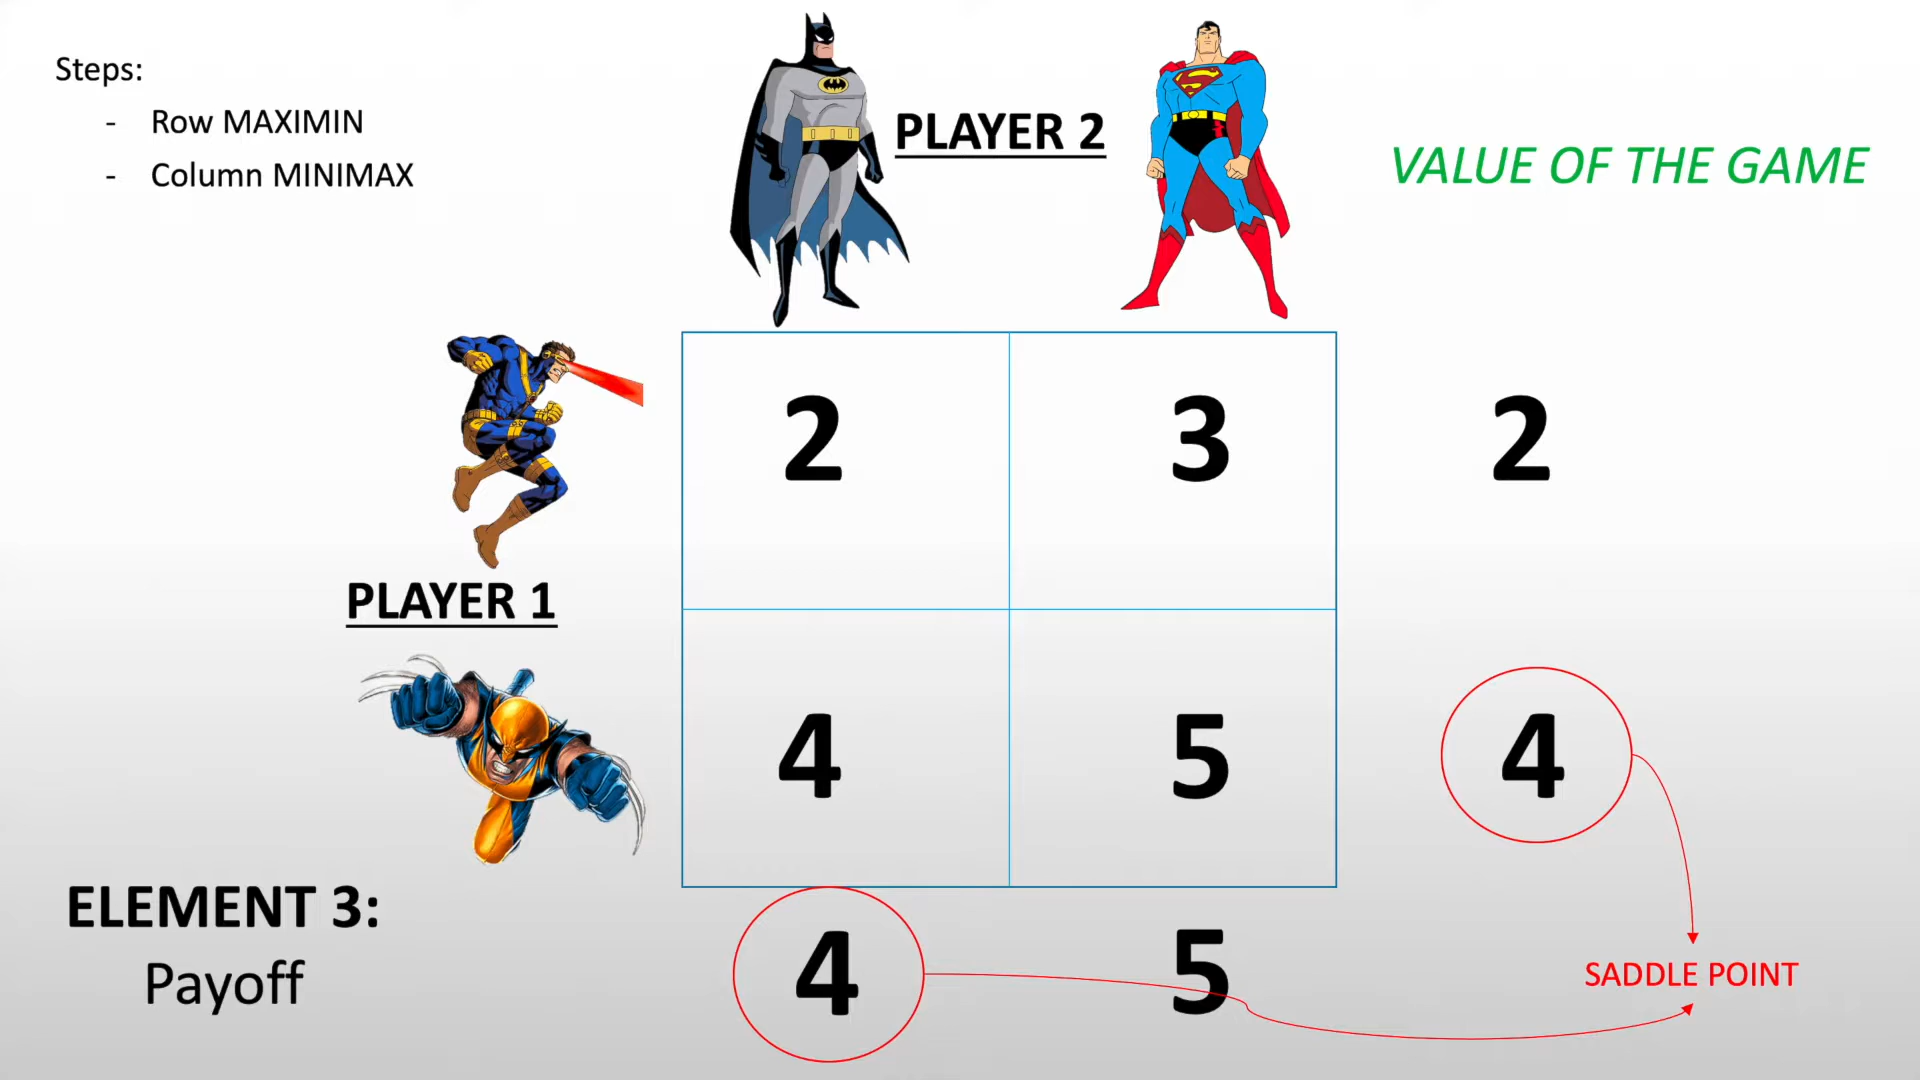 Steps:
- Row MAXIMIN
- Column MINIMAX
PLAYER 2
VALUE OF THE GAME
2 3 2
PLAYER 1
4 5 4
ELEMENT 3:
Payoff
4 5
SADDLE POINT